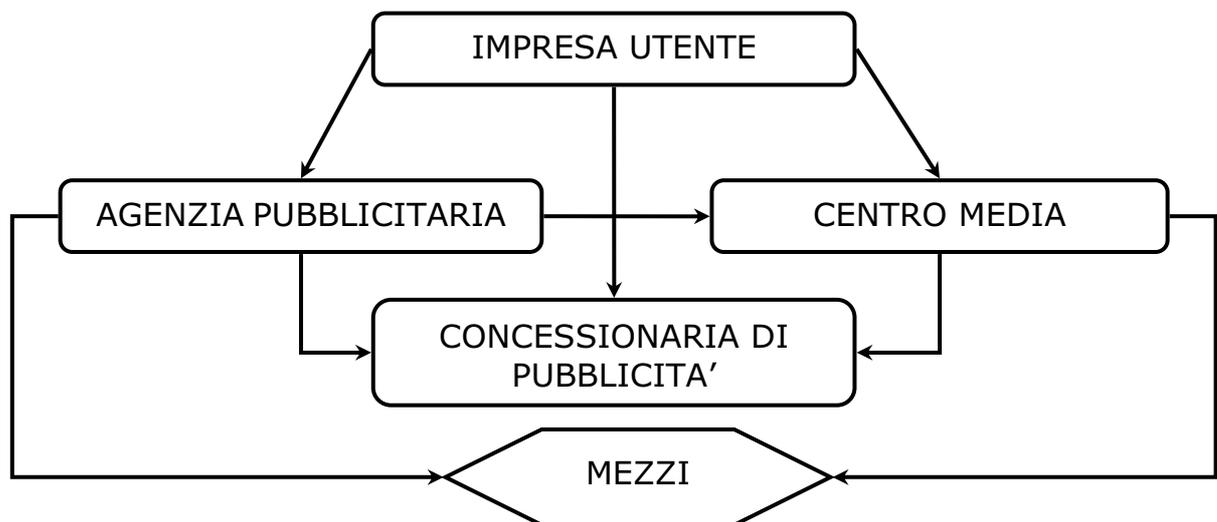 IMPRESA UTENTE
AGENZIA PUBBLICITARIA
CENTRO MEDIA
CONCESSIONARIA DI
PUBBLICITA’
MEZZI